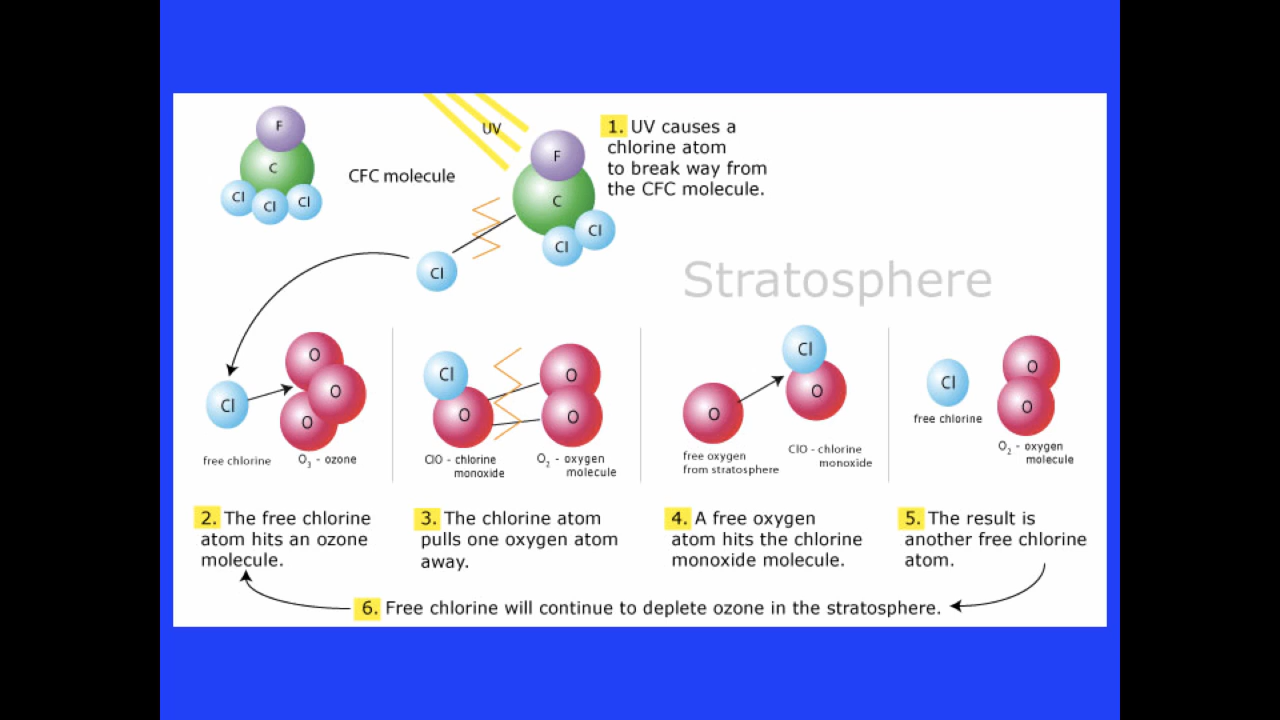 F
C
Cl
Cl
Cl
CFC molecule
UV
F
C
Cl
Cl
Cl
1. UV causes a
chlorine atom
to break way from
the CFC molecule.
Stratosphere
Cl
O
O
O
free chlorine
O3 - ozone
Cl
O
O
O
ClO - chlorine
monoxide
O2 - oxygen
molecule
O
Cl
O
free oxygen
from stratosphere
ClO - chlorine
monoxide
Cl
free chlorine
O
O
O2 - oxygen
molecule
2. The free chlorine
atom hits an ozone
molecule.
3. The chlorine atom
pulls one oxygen atom
away.
4. A free oxygen
atom hits the chlorine
monoxide molecule.
5. The result is
another free chlorine
atom.
6. Free chlorine will continue to deplete ozone in the stratosphere.